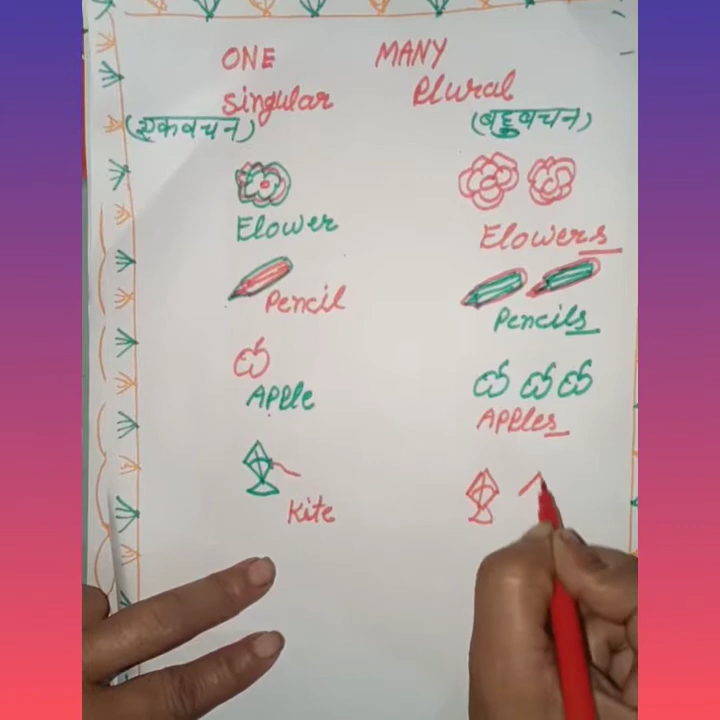 ONE MANY
Singular Plural
(एकवचन) (बहुवचन)
Flower Flowers
Pencil Pencils
Apple Apples
Kite